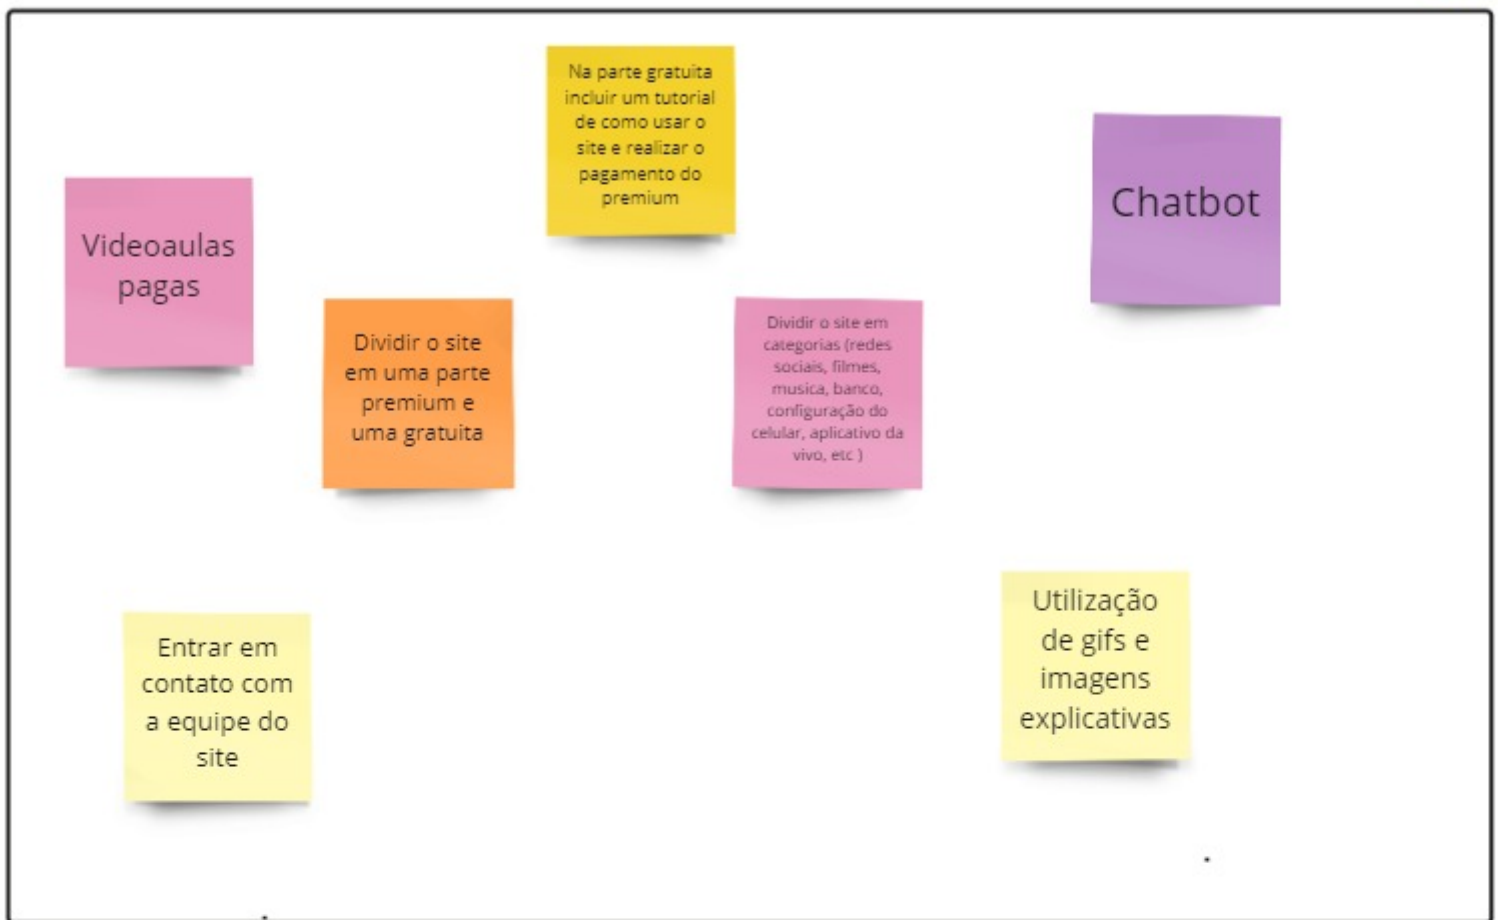 Na parte gratuita
incluir um tutorial
de como usar o
site e realizar o
pagamento do
premium
Chatbot
Videoaulas
pagas
Dividir o site
em uma parte
premium e
uma gratuita
Dividir o site em
categorias (redes
sociais, filmes,
musica, banco,
configuração do
celular, aplicativo da
vivo, etc )
Entrar em
contato com
a equipe do
site
Utilização
de gifs e
imagens
explicativas